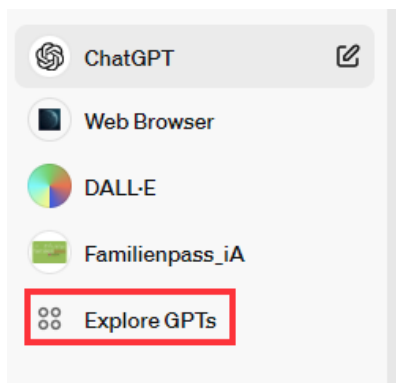 ChatGPT
Web Browser
DALL·E
Familienpass_iA
Explore GPTs